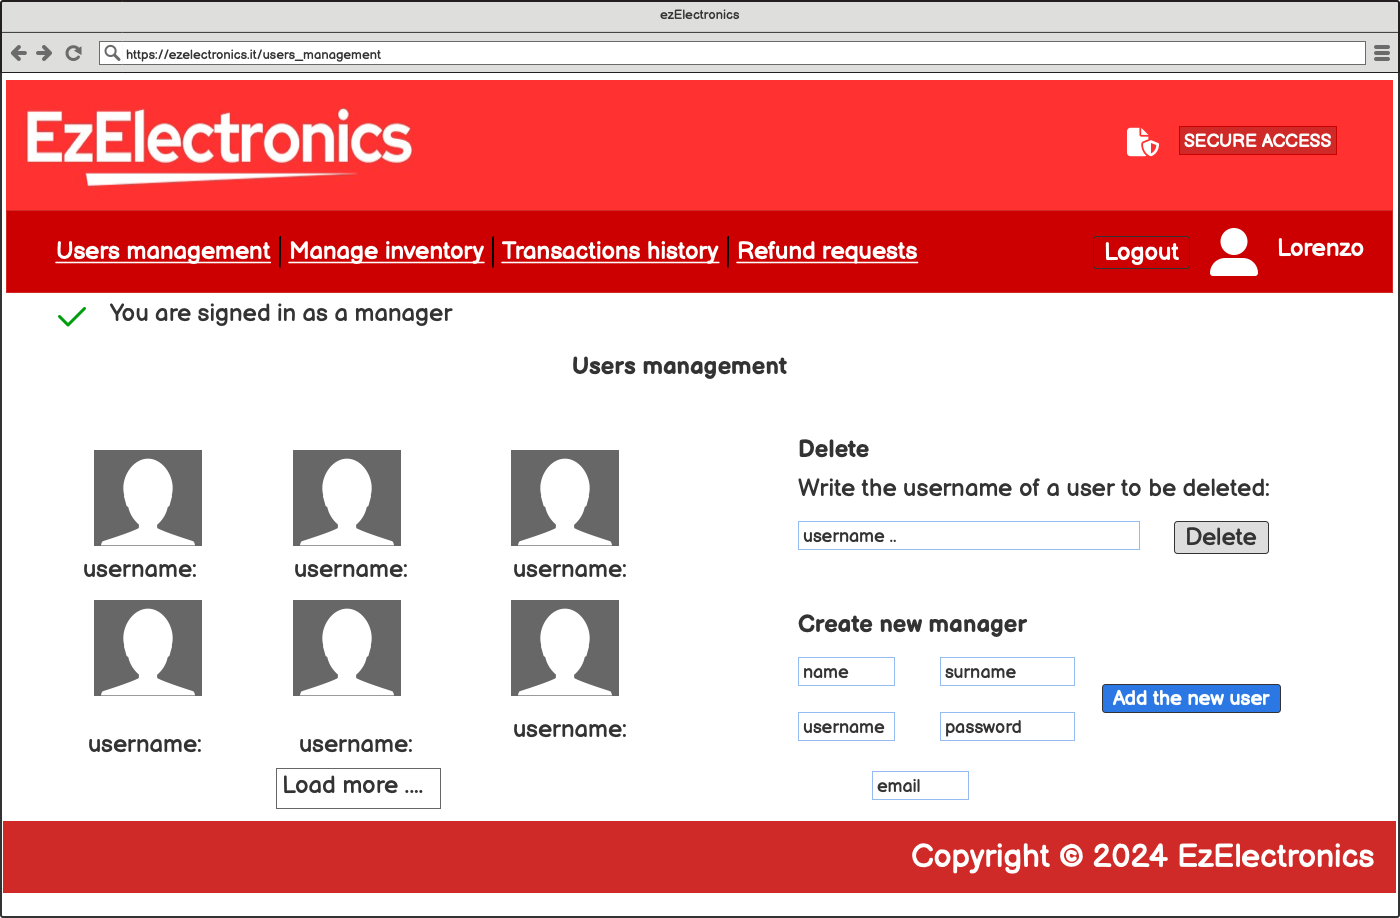 ezElectronics
https://ezelectronics.it/users_management
EzElectronics
SECURE ACCESS
Users management
Manage inventory
Transactions history
Refund requests
Logout
Lorenzo
You are signed in as a manager
Users management
username:
username:
username:
username:
username:
username:
Load more ....
Delete
Write the username of a user to be deleted:
username ..
Delete
Create new manager
name
surname
Add the new user
username
password
email
Copyright © 2024 EzElectronics